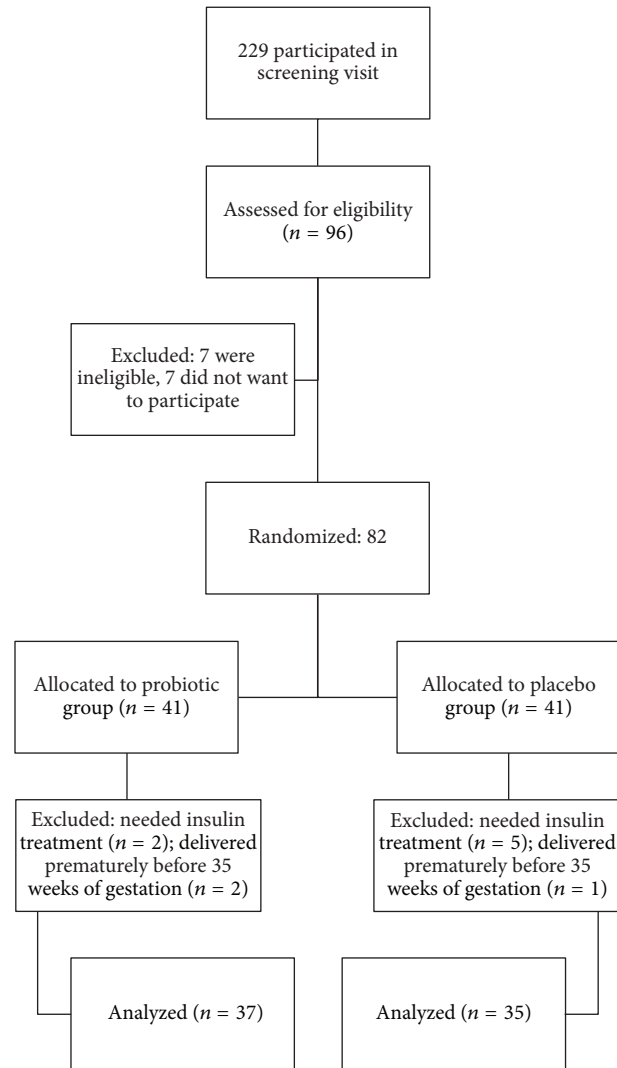 229 participated in
screening visit
Assessed for eligibility
(n = 96)
Excluded: 7 were
ineligible, 7 did not want
to participate
Randomized: 82
Allocated to probiotic
group (n = 41)
Allocated to placebo
group (n = 41)
Excluded: needed insulin
treatment (n = 2); delivered
prematurely before 35
weeks of gestation (n = 2)
Excluded: needed insulin
treatment (n = 5); delivered
prematurely before 35
weeks of gestation (n = 1)
Analyzed (n = 37)
Analyzed (n = 35)